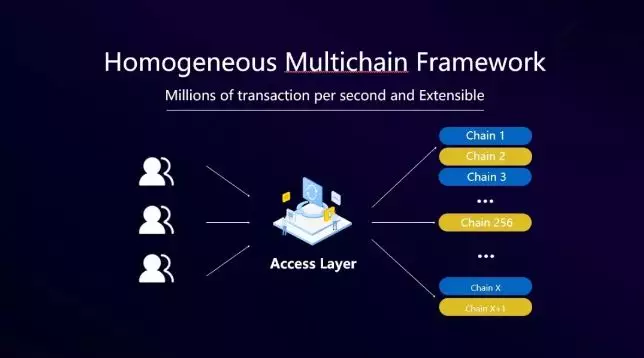 Homogeneous Multichain Framework
Millions of transaction per second and Extensible
Chain 1
Chain 2
Chain 3
...
Chain 256
...
Chain X
Chain X+1
Access Layer